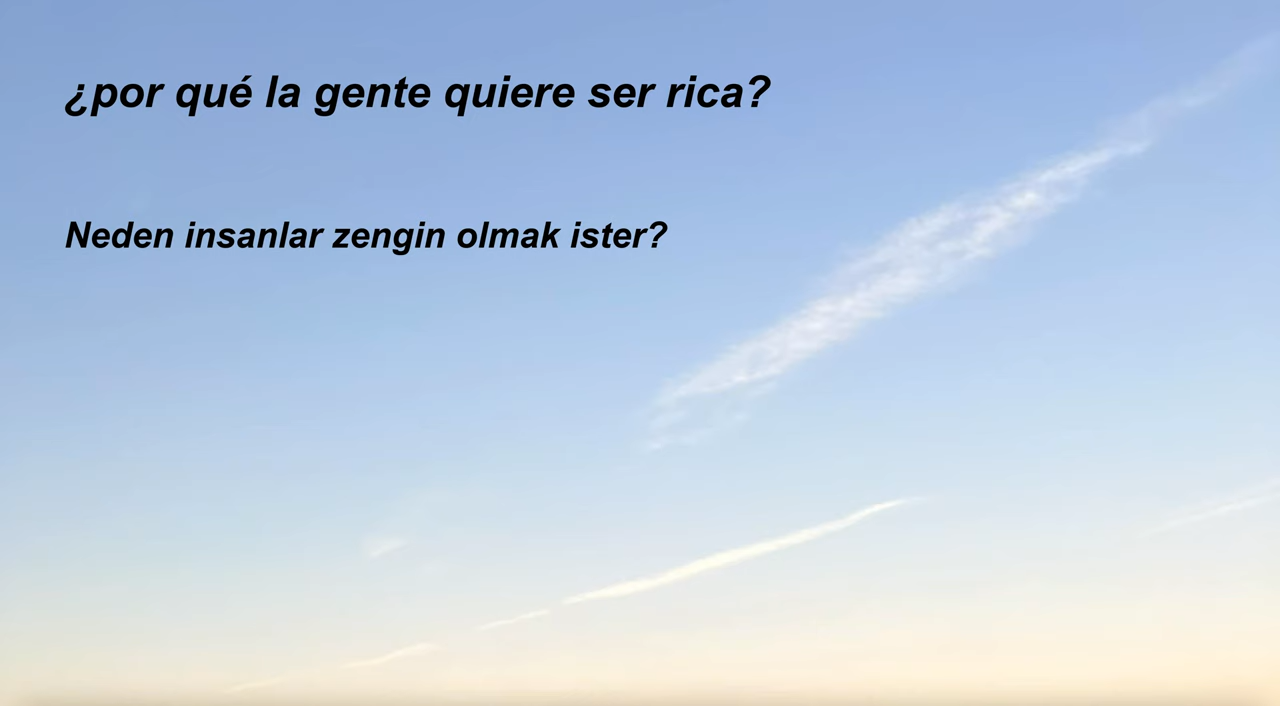 ¿por qué la gente quiere ser rica?
Neden insanlar zengin olmak ister?